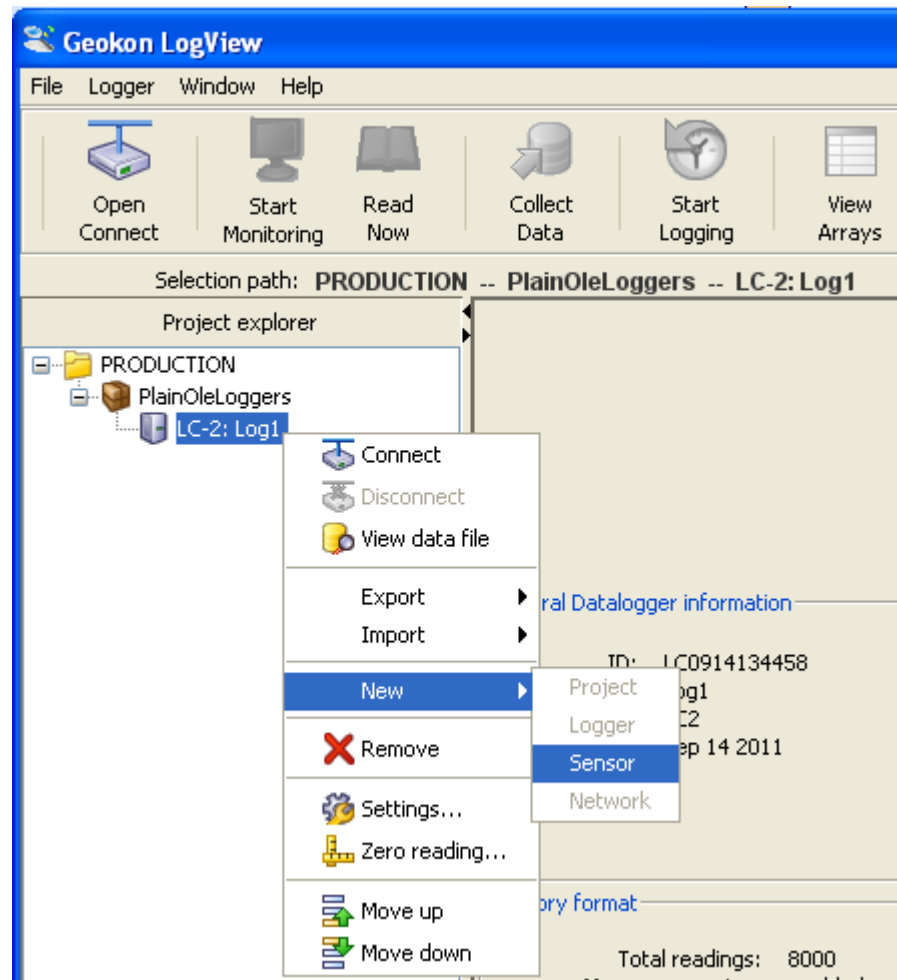 Geokon LogView
File Logger Window Help
Open Connect
Start Monitoring
Read Now
Collect Data
Start Logging
View Arrays
Selection path: PRODUCTION -- PlainOleLoggers -- LC-2: Log1
Project explorer
PRODUCTION
PlainOleLoggers
LC-2: Log1
Connect
Disconnect
View data file
Export
Import
New
Remove
Settings...
Zero reading...
Move up
Move down
Project
Logger
Sensor
Network
ral Datalogger information
ID: LC0914134458
og1
C2
ep 14 2011
ory format
Total readings: 8000